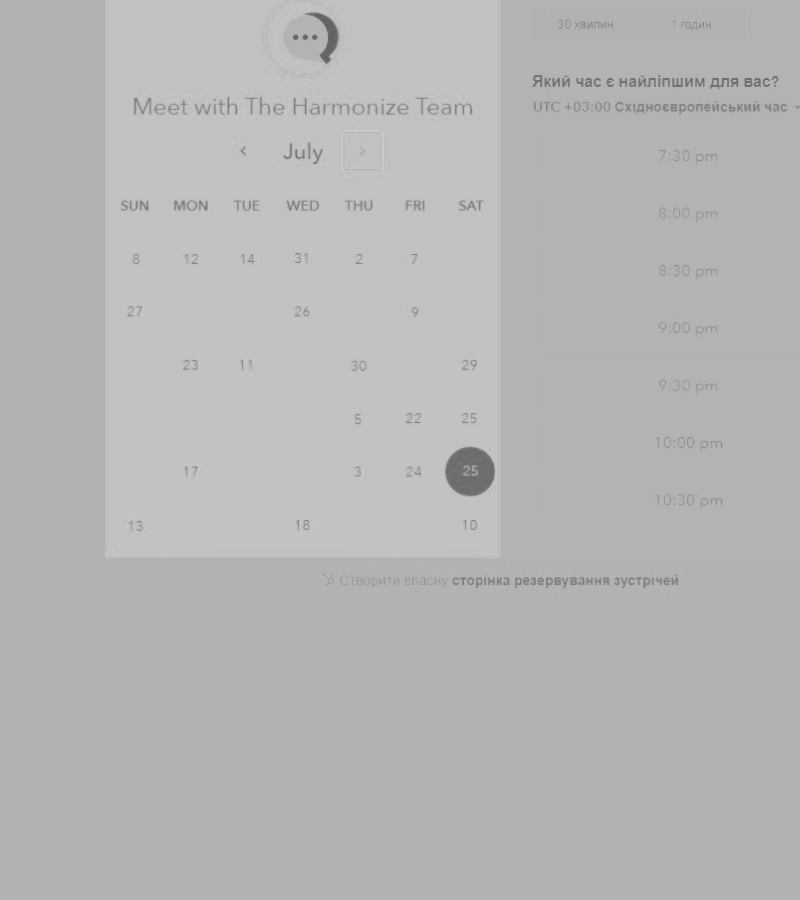 Meet with The Harmonize Team
July
SUN MON TUE WED THU FRI SAT
8 12 14 31 2 7
27 26 9
23 11 30 29
5 22 25
17 3 24 25
13 18 10
30 хвилин 1 годин
Який час є найліпшим для вас?
UTC +03:00 Східноєвропейський час
7:30 pm
8:00 pm
8:30 pm
9:00 pm
9:30 pm
10:00 pm
10:30 pm
Створити власну сторінка резервування зустрічей